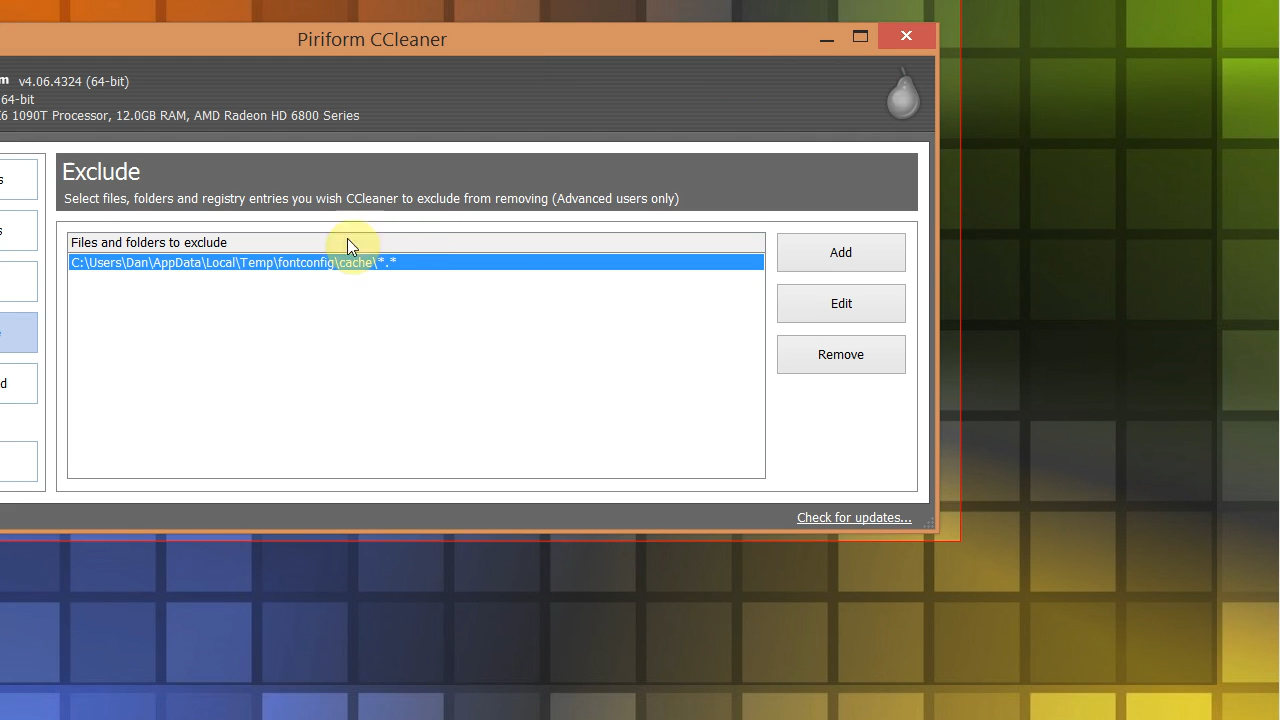 Piriform CCleaner
m v4.06.4324 (64-bit)
64-bit
6 1090T Processor, 12.0GB RAM, AMD Radeon HD 6800 Series
s
Exclude
Select files, folders and registry entries you wish CCleaner to exclude from removing (Advanced users only)
s
Files and folders to exclude
C:\Users\Dan\AppData\Local\Temp\fontconfig\cache\*.*
Add
Edit
Remove
d
Check for updates...